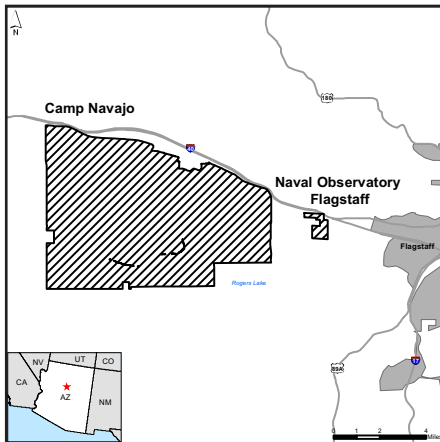 N
180
Camp Navajo
40
Naval Observatory
Flagstaff
Flagstaff
Rogers Lake
89A
17
NV
UT
CO
CA
AZ
NM
0 1 2 4
Miles